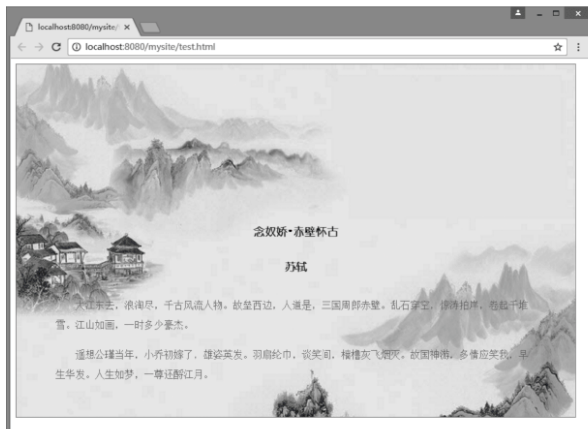 localhost:8080/mysite/
localhost:8080/mysite/test.html
念奴娇•赤壁怀古
苏轼
大江东去，浪淘尽，千古风流人物。故垒西边，人道是，三国周郎赤壁。乱石穿空，惊涛拍岸，卷起千堆
雪。江山如画，一时多少豪杰。
遥想公瑾当年，小乔初嫁了，雄姿英发。羽扇纶巾，谈笑间，樯橹灰飞烟灭。故国神游，多情应笑我，早
生华发。人生如梦，一尊还酹江月。